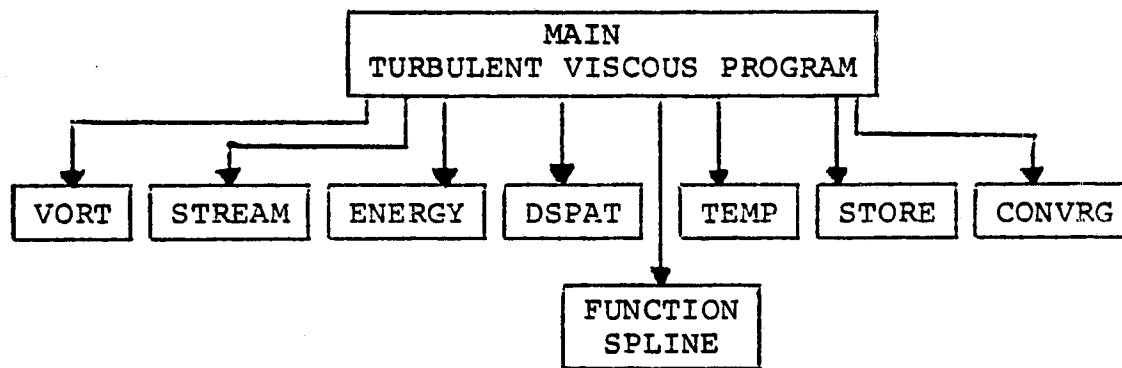 MAIN
TURBULENT VISCOUS PROGRAM
VORT
STREAM
ENERGY
DSPAT
TEMP
STORE
CONVRG
FUNCTION
SPLINE